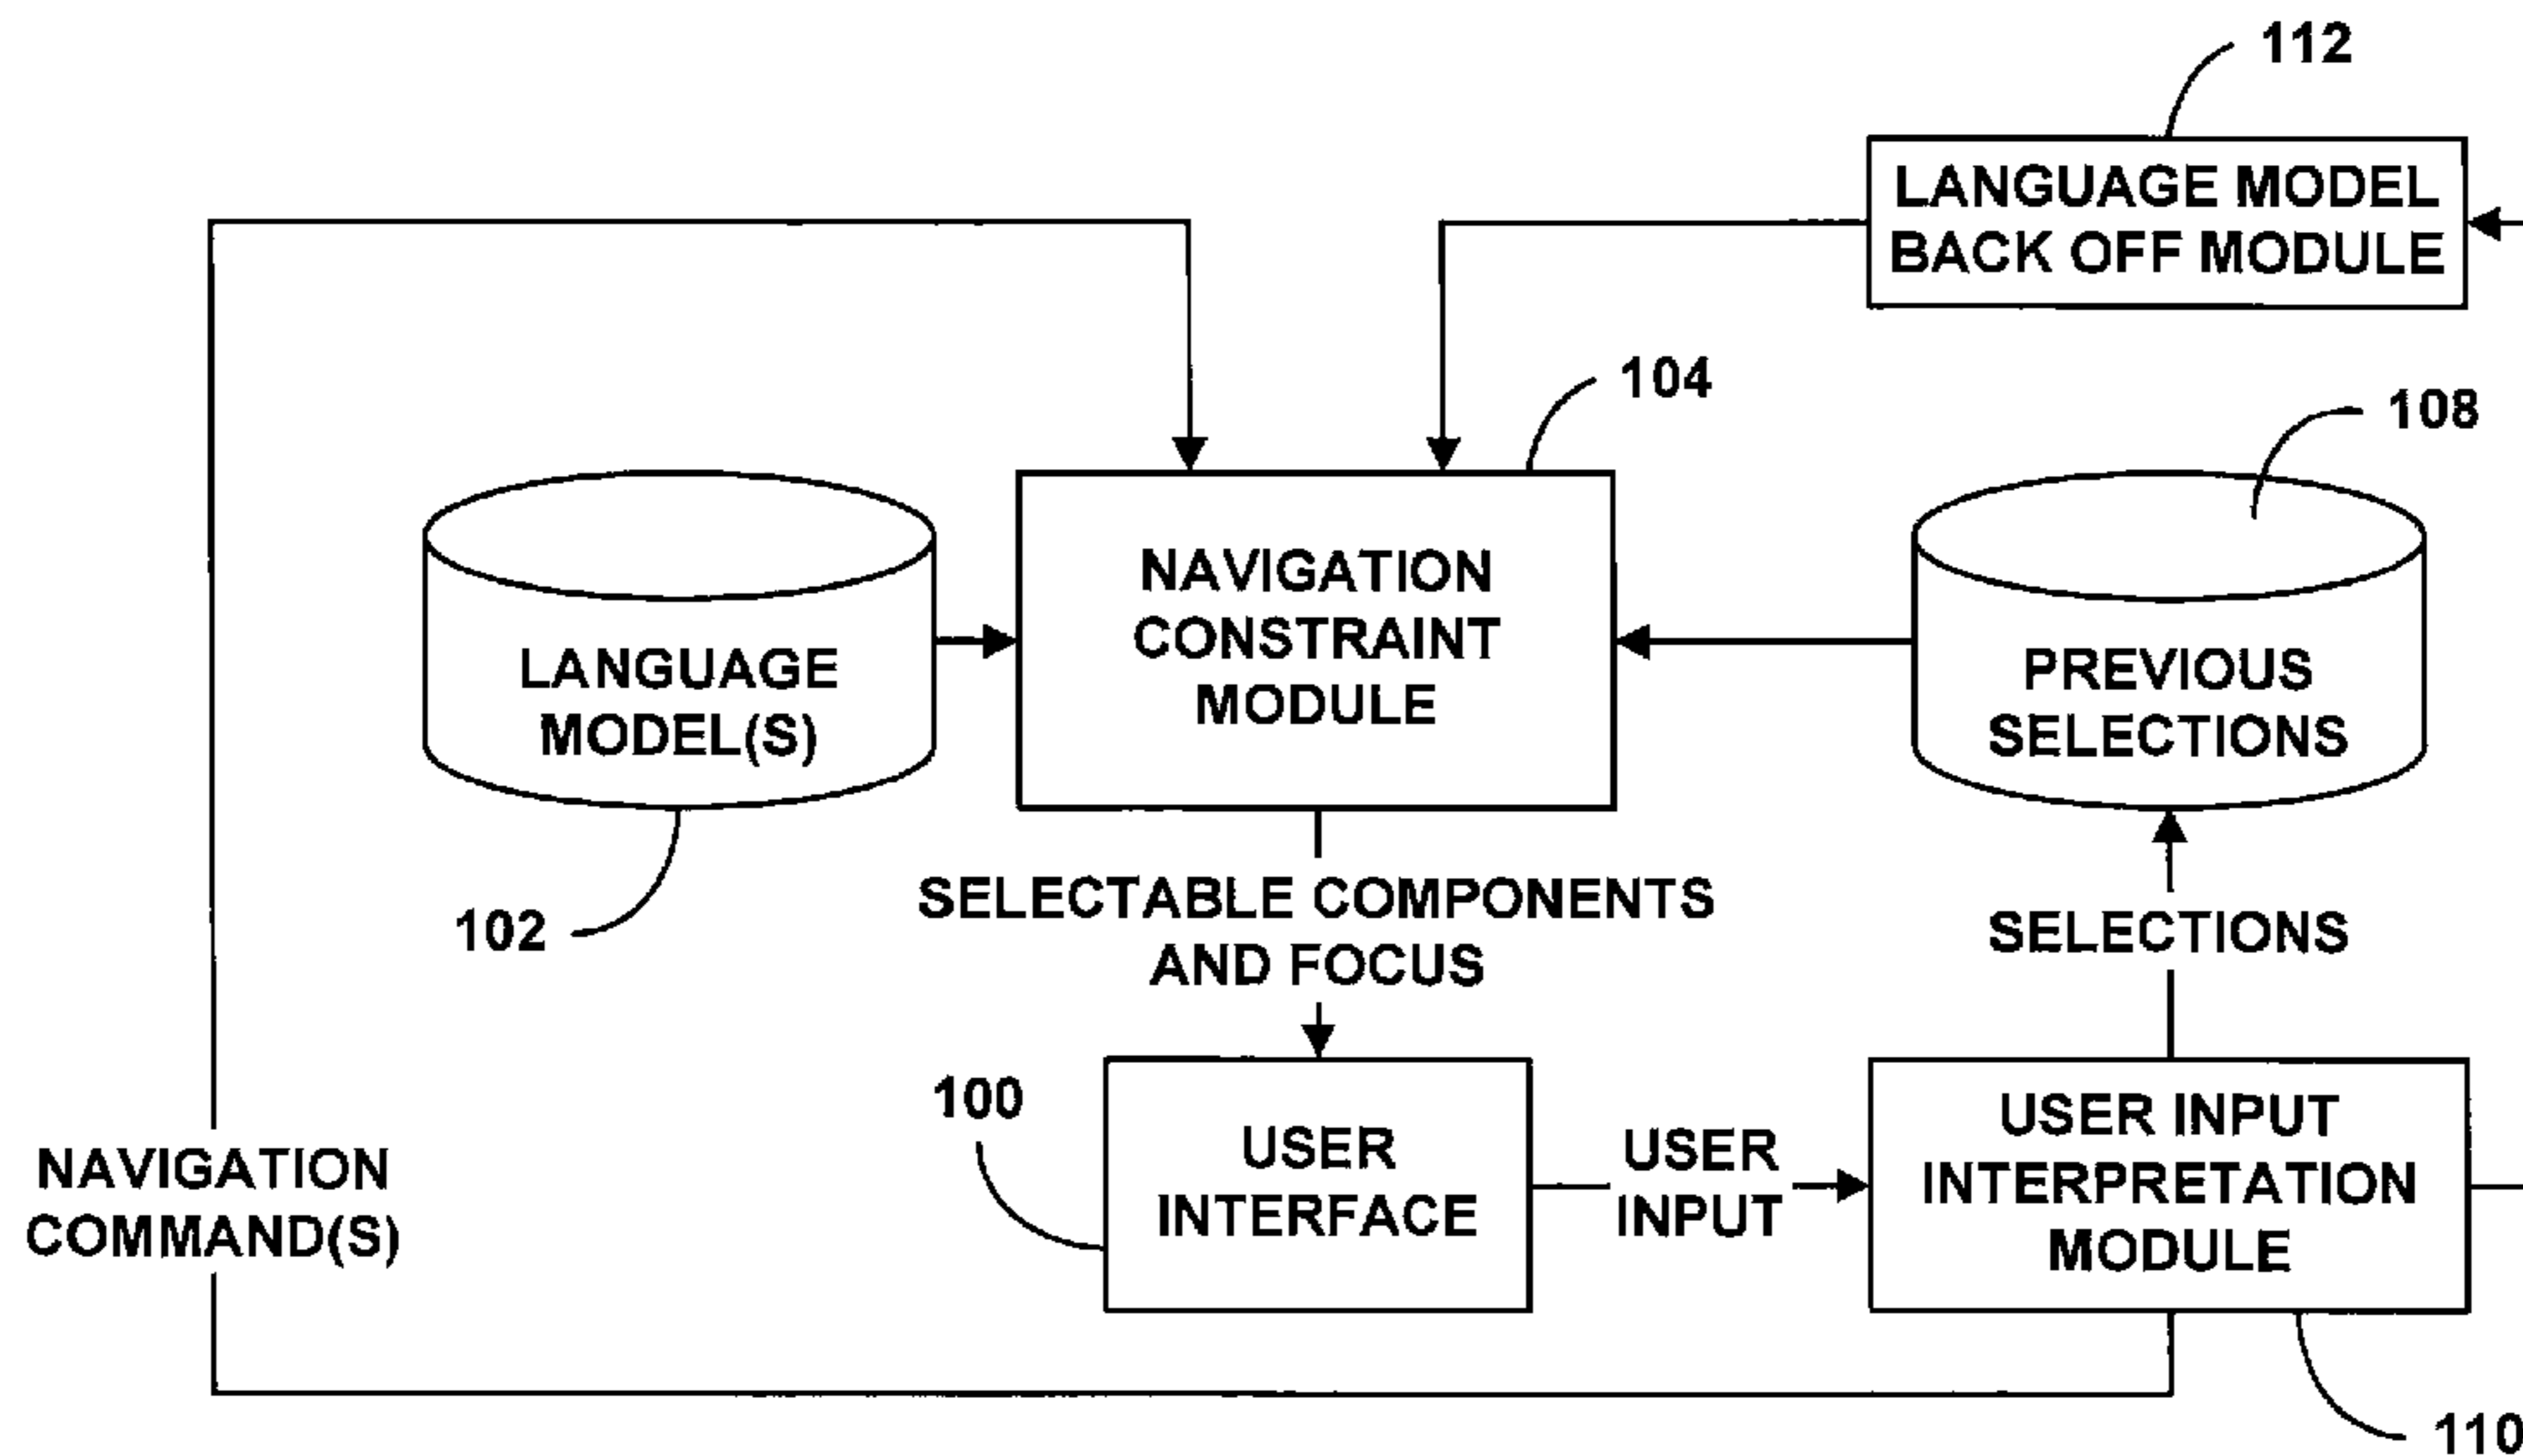 112
LANGUAGE MODEL
BACK OFF MODULE
104
108
NAVIGATION
CONSTRAINT
MODULE
LANGUAGE
MODEL(S)
PREVIOUS
SELECTIONS
102
SELECTABLE COMPONENTS
AND FOCUS
SELECTIONS
100
USER
INTERFACE
USER
INPUT
USER INPUT
INTERPRETATION
MODULE
NAVIGATION
COMMAND(S)
110